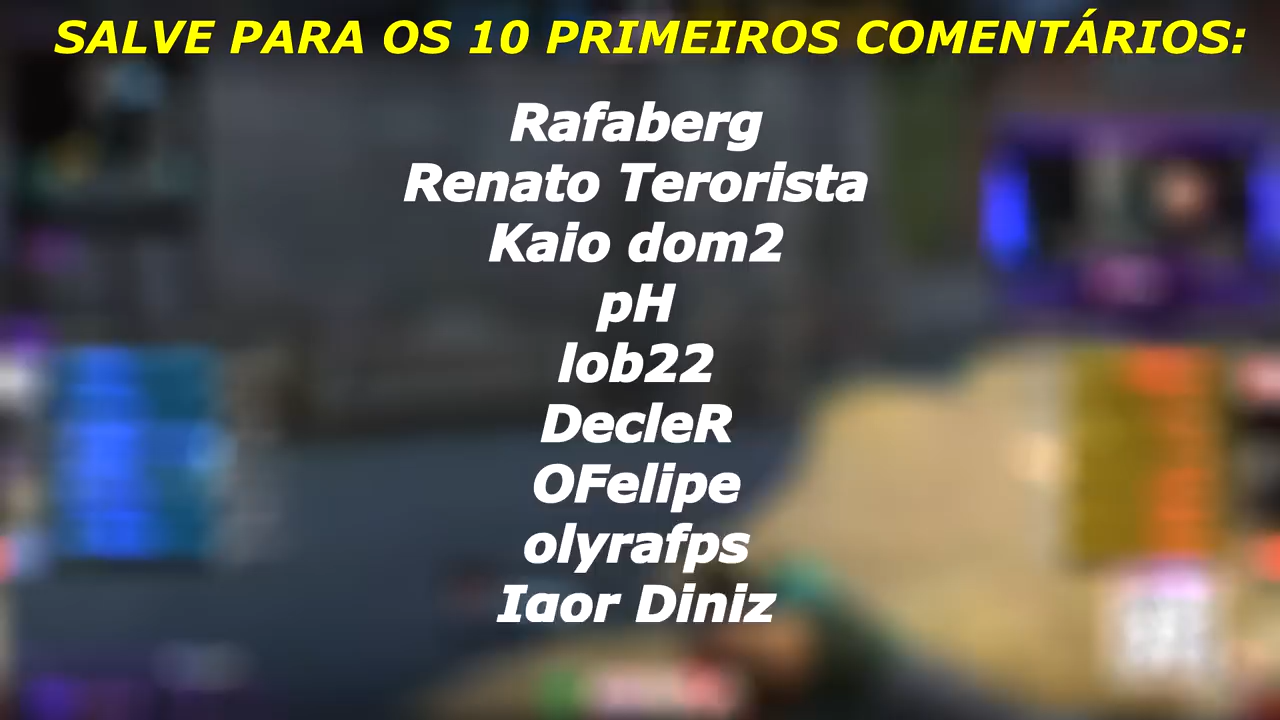 SALVE PARA OS 10 PRIMEIROS COMENTÁRIOS:
Rafaberg
Renato Terorista
Kaio dom2
pH
lob22
DecleR
OFelipe
olyrafps
Igor Diniz